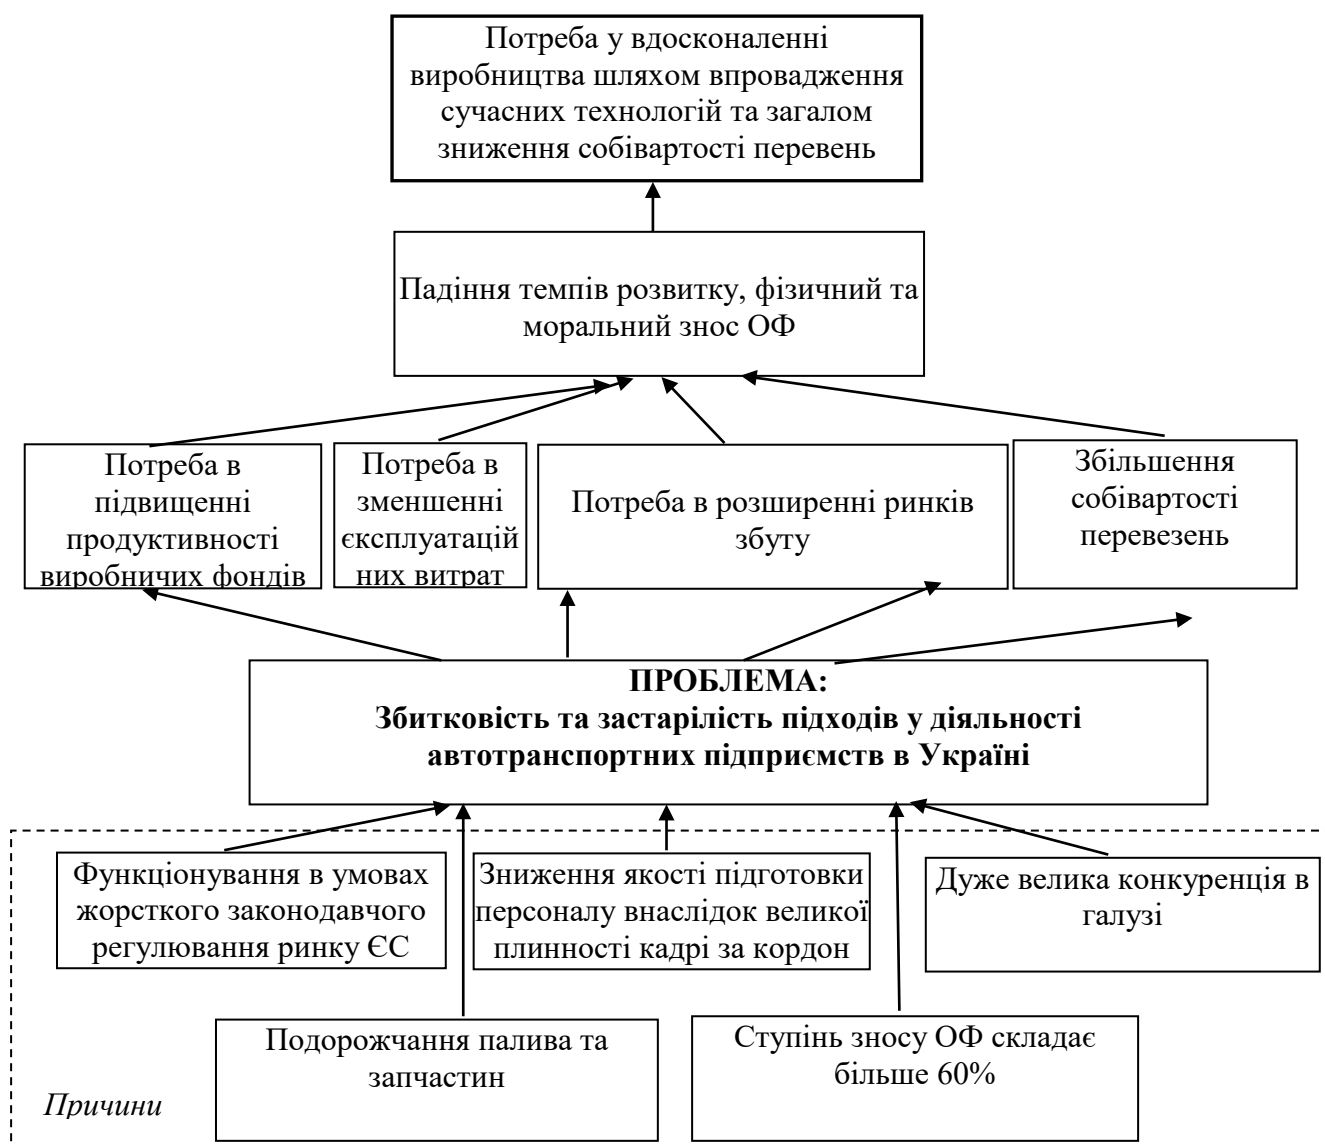 Потреба у вдосконаленні
виробництва шляхом впровадження
сучасних технологій та загалом
зниження собівартості перевень
Падіння темпів розвитку, фізичний та
моральний знос ОФ
Потреба в
підвищенні
продуктивності
виробничих фондів
Потреба в
зменшенні
єксплуатацій
них витрат
Потреба в розширенні ринків
збуту
Збільшення
собівартості
перевезень
ПРОБЛЕМА:
Збитковість та застарілість підходів у діяльності
автотранспортних підприємств в Україні
Функціонування в умовах
жорсткого законодавчого
регулювання ринку ЄС
Зниження якості підготовки
персоналу внаслідок великої
плинності кадрі за кордон
Дуже велика конкуренція в
галузі
Подорожчання палива та
запчастин
Ступінь зносу ОФ складає
більше 60%
Причини